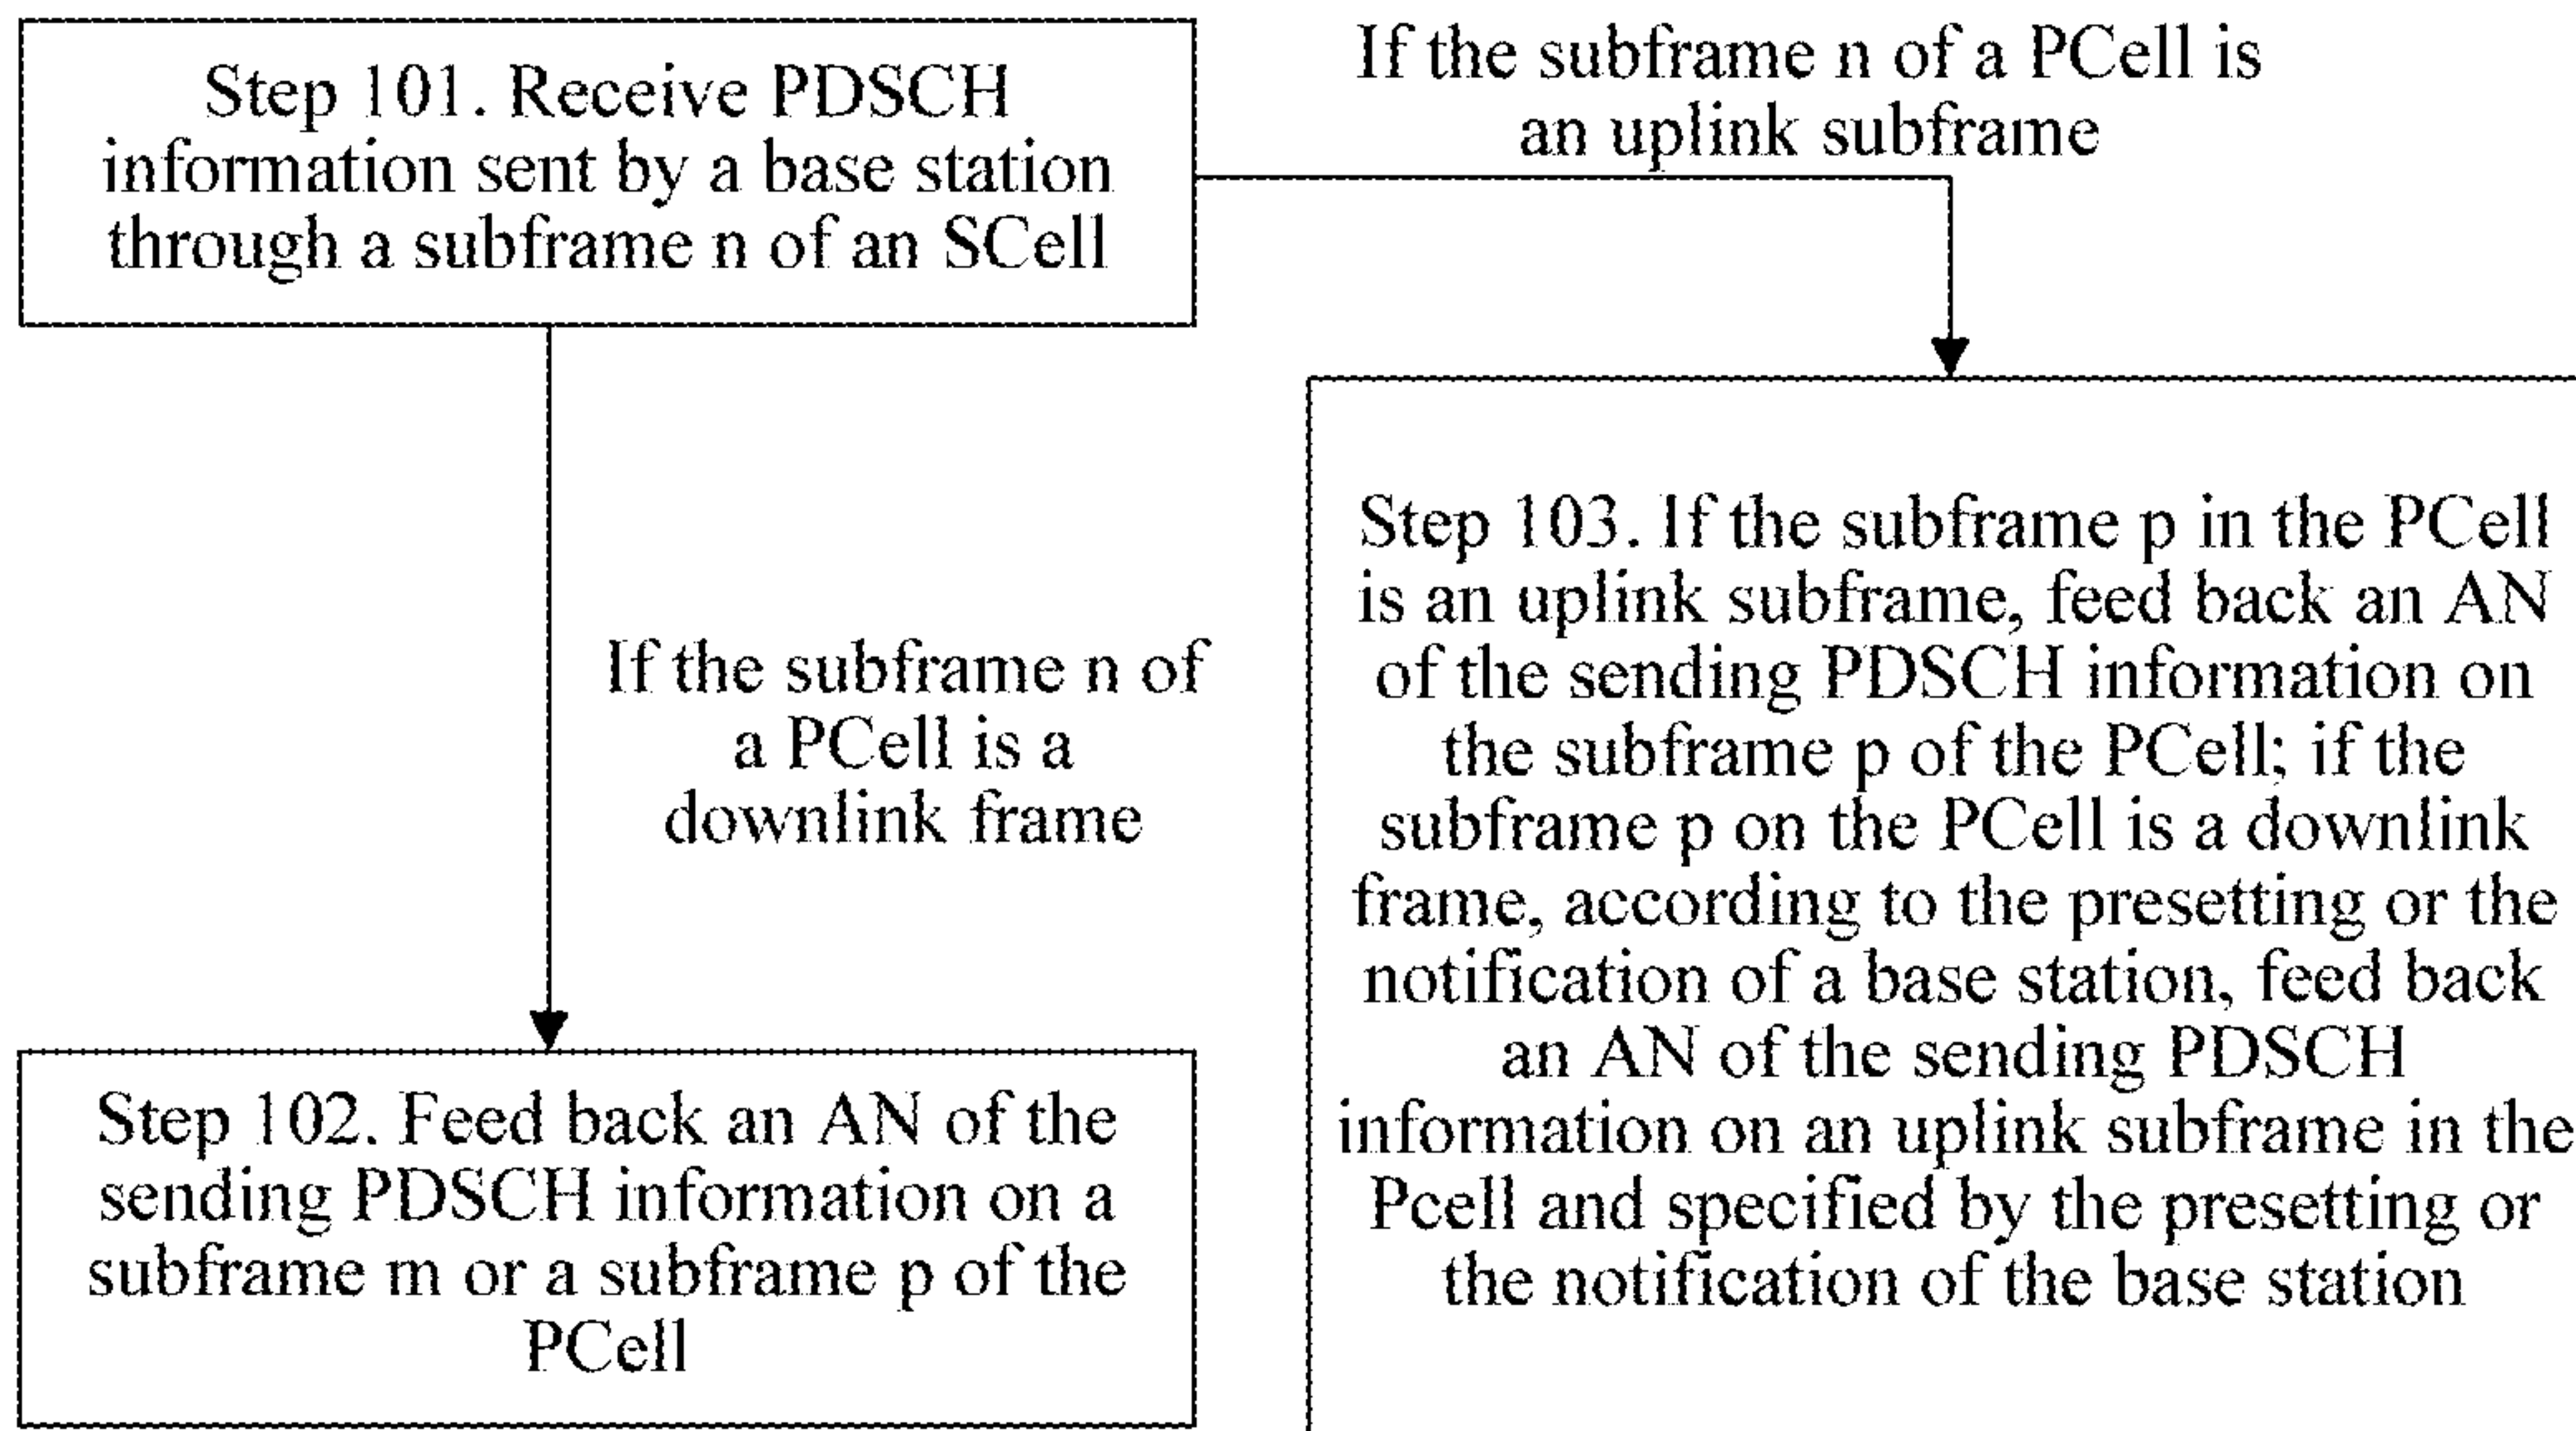 Step 101. Receive PDSCH
information sent by a base station
through a subframe n of an SCell
If the subframe n of a PCell is
an uplink subframe
If the subframe n of
a PCell is a
downlink frame
Step 102. Feed back an AN of the
sending PDSCH information on a
subframe m or a subframe p of the
PCell
Step 103. If the subframe p in the PCell
is an uplink subframe, feed back an AN
of the sending PDSCH information on
the subframe p of the PCell; if the
subframe p on the PCell is a downlink
frame, according to the presetting or the
notification of a base station, feed back
an AN of the sending PDSCH
information on an uplink subframe in the
Pcell and specified by the presetting or
the notification of the base station